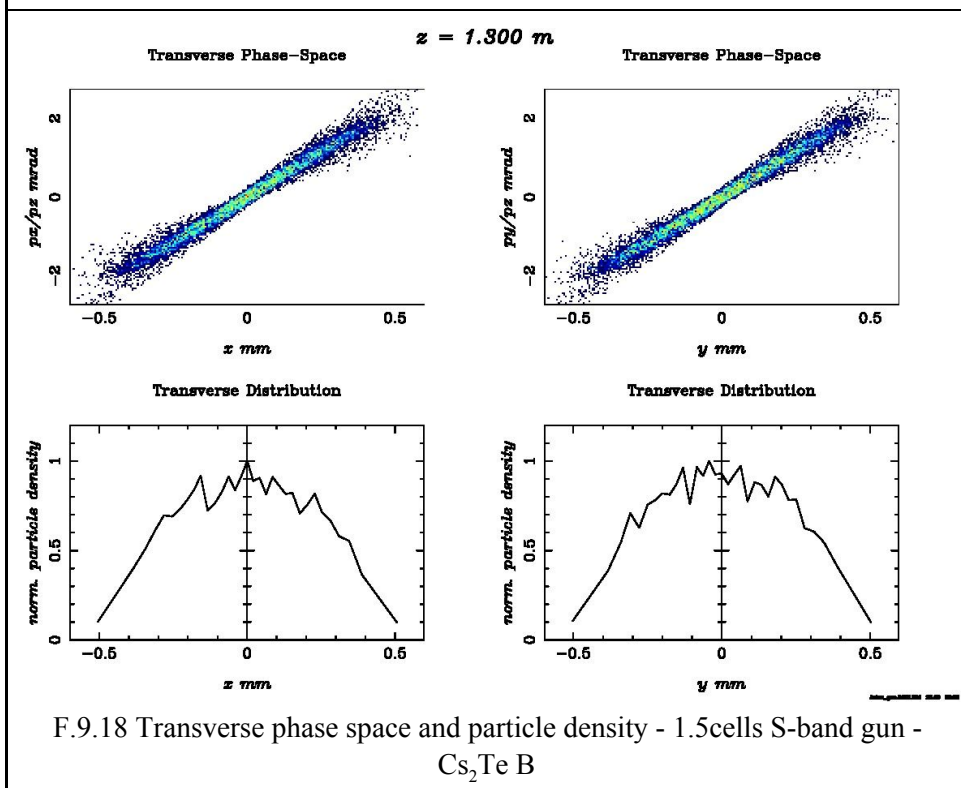 z = 1.300 m
Transverse Phase-Space
Transverse Phase-Space
px/pz mrad
2
0
-2
-0.5
0
0.5
x mm
py/pz mrad
2
0
-2
-0.5
0
0.5
y mm
Transverse Distribution
Transverse Distribution
norm. particle density
1
0.5
0
-0.5
0
0.5
x mm
norm. particle density
1
0.5
0
-0.5
0
0.5
y mm
F.9.18 Transverse phase space and particle density - 1.5cells S-band gun -
Cs₂Te B